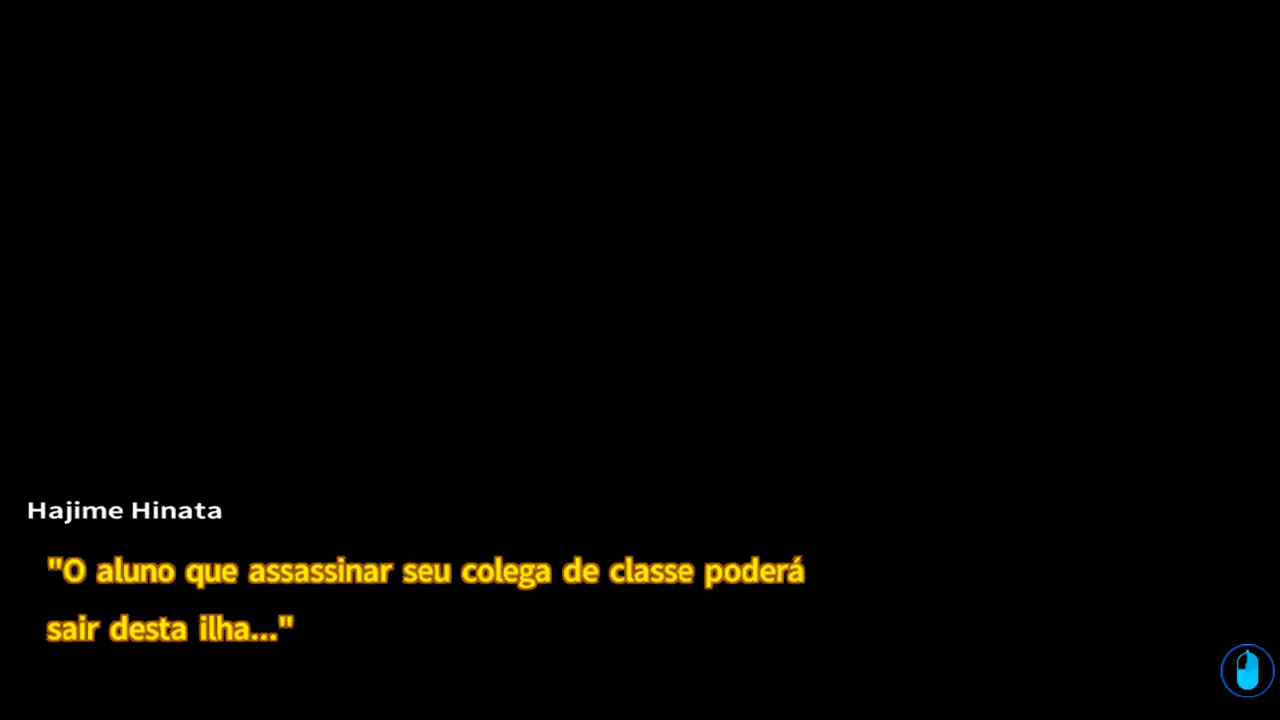 Hajime Hinata
"O aluno que assassinar seu colega de classe poderá
sair desta ilha..."